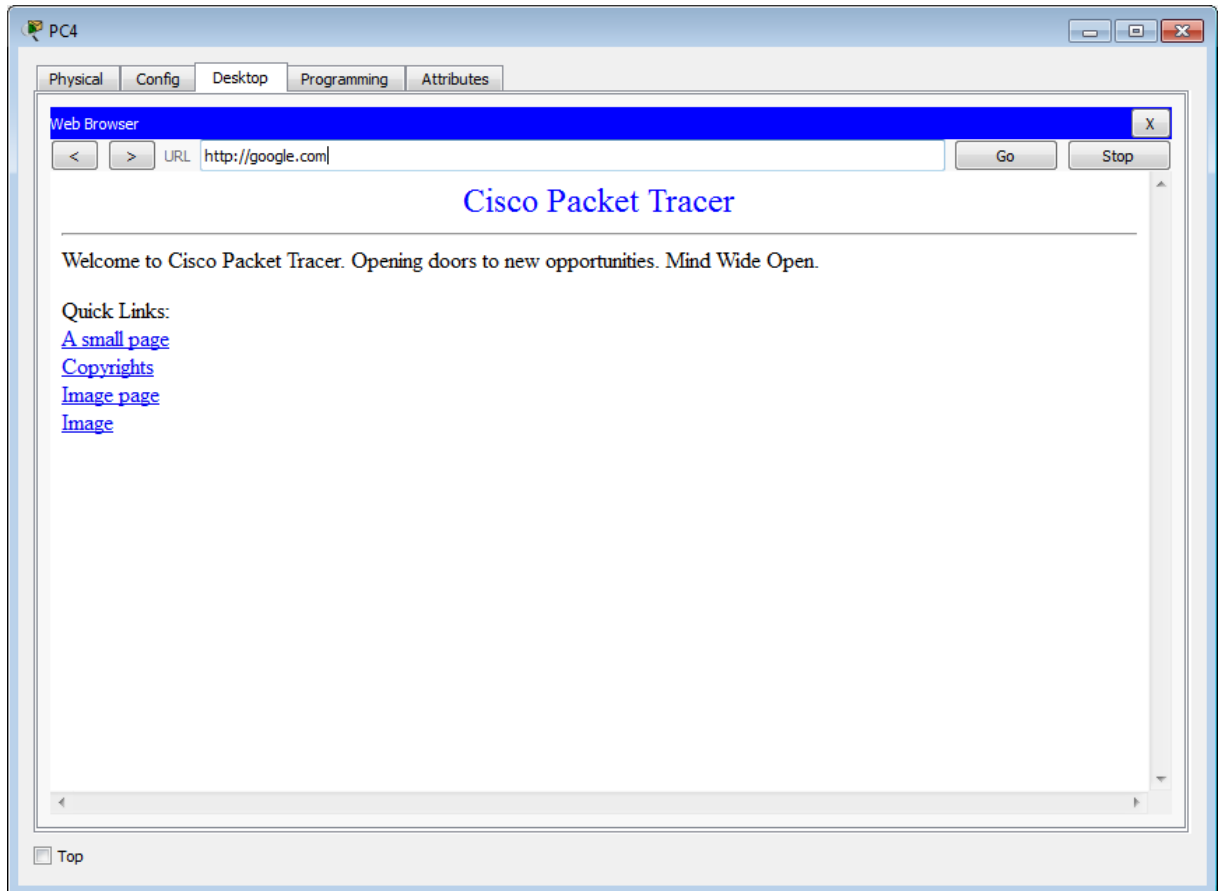 PC4
Physical Config Desktop Programming Attributes
Web Browser X
< > URL http://google.com Go Stop
Cisco Packet Tracer
Welcome to Cisco Packet Tracer. Opening doors to new opportunities. Mind Wide Open.
Quick Links:
A small page
Copyrights
Image page
Image
Top